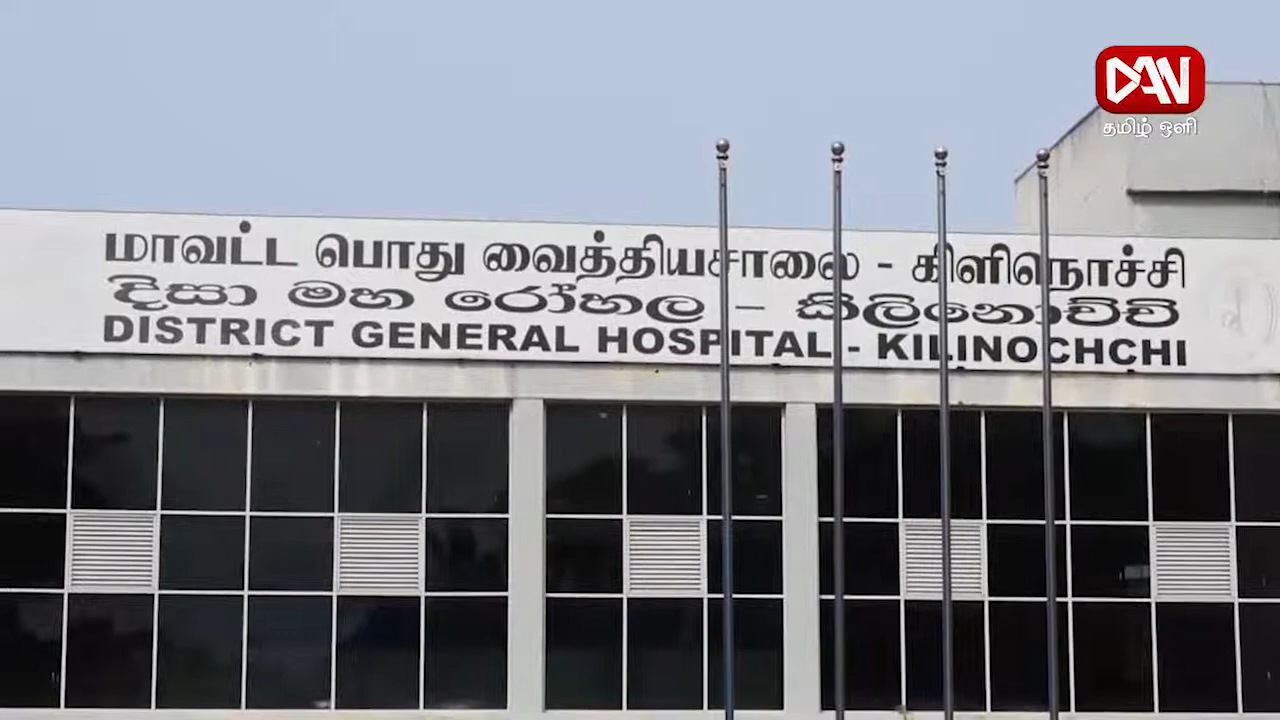 DAN
தமிழ் ஒளி
மாவட்ட பொது வைத்தியசாலை - கிளிநொச்சி
දිසා මහ රෝහල - කිලිනොච්චි
DISTRICT GENERAL HOSPITAL - KILINOCHCHI